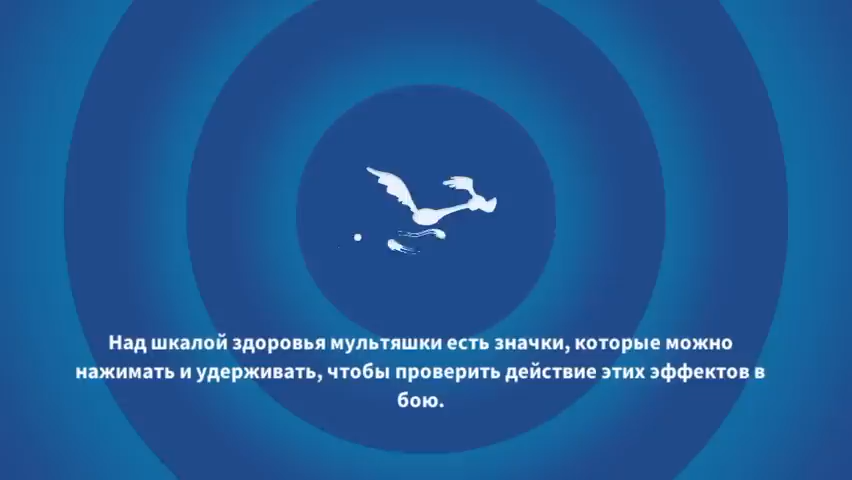 Над шкалой здоровья мультяшки есть значки, которые можно
нажимать и удерживать, чтобы проверить действие этих эффектов в
бою.